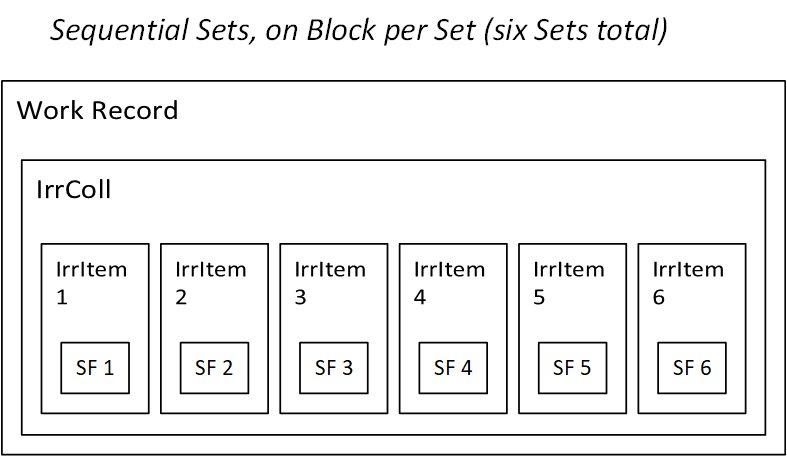 Sequential Sets, on Block per Set (six Sets total)
Work Record
IrrColl
IrrItem
1
IrrItem
2
IrrItem
3
IrrItem
4
IrrItem
5
IrrItem
6
SF 1
SF 2
SF 3
SF 4
SF 5
SF 6